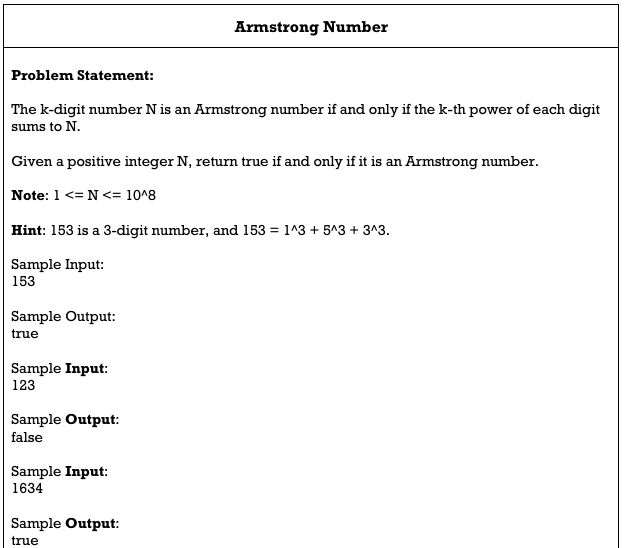 Armstrong Number
Problem Statement:
The k-digit number N is an Armstrong number if and only if the k-th power of each digit
sums to N.
Given a positive integer N, return true if and only if it is an Armstrong number.
Note: 1 <= N <= 10^8
Hint: 153 is a 3-digit number, and 153 = 1^3 + 5^3 + 3^3.
Sample Input:
153
Sample Output:
true
Sample Input:
123
Sample Output:
false
Sample Input:
1634
Sample Output:
true